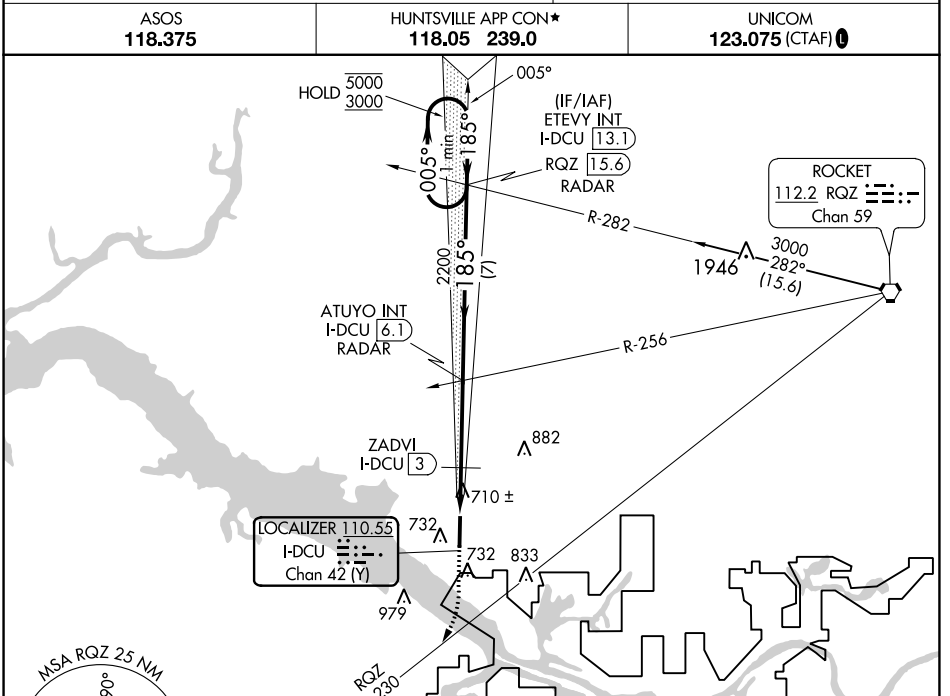 ASOS
118.375
HUNTSVILLE APP CON★
118.05 239.0
UNICOM
123.075 (CTAF) L
HOLD 5000
3000
005°
185°
005°
1 min
(IF/IAF)
ETEVY INT
I-DCU 13.1
RQZ 15.6
RADAR
ROCKET
112.2 RQZ
Chan 59
R-282
3000
282°
(15.6)
1946
2200
185°
(7)
ATUYO INT
I-DCU 6.1
RADAR
R-256
882
ZADVI
I-DCU 3
710 ±
LOCALIZER 110.55
I-DCU
Chan 42 (Y)
732
732
833
979
MSA RQZ 25 NM
RQZ